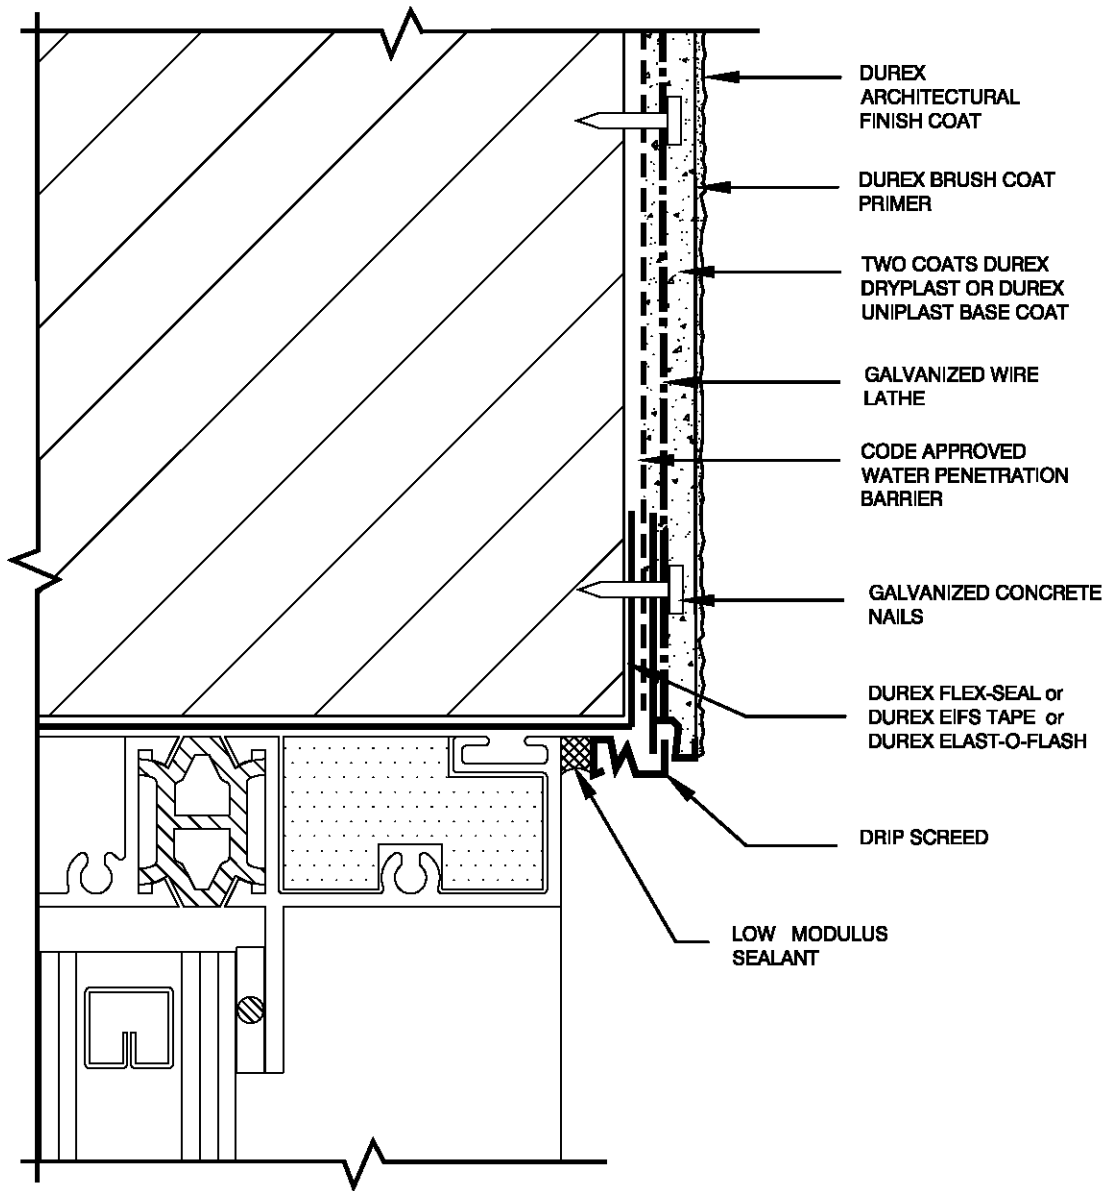 DUREX
ARCHITECTURAL
FINISH COAT
DUREX BRUSH COAT
PRIMER
TWO COATS DUREX
DRYPLAST OR DUREX
UNIPLAST BASE COAT
GALVANIZED WIRE
LATHE
CODE APPROVED
WATER PENETRATION
BARRIER
GALVANIZED CONCRETE
NAILS
DUREX FLEX-SEAL or
DUREX EIFS TAPE or
DUREX ELAST-O-FLASH
DRIP SCREED
LOW MODULUS
SEALANT